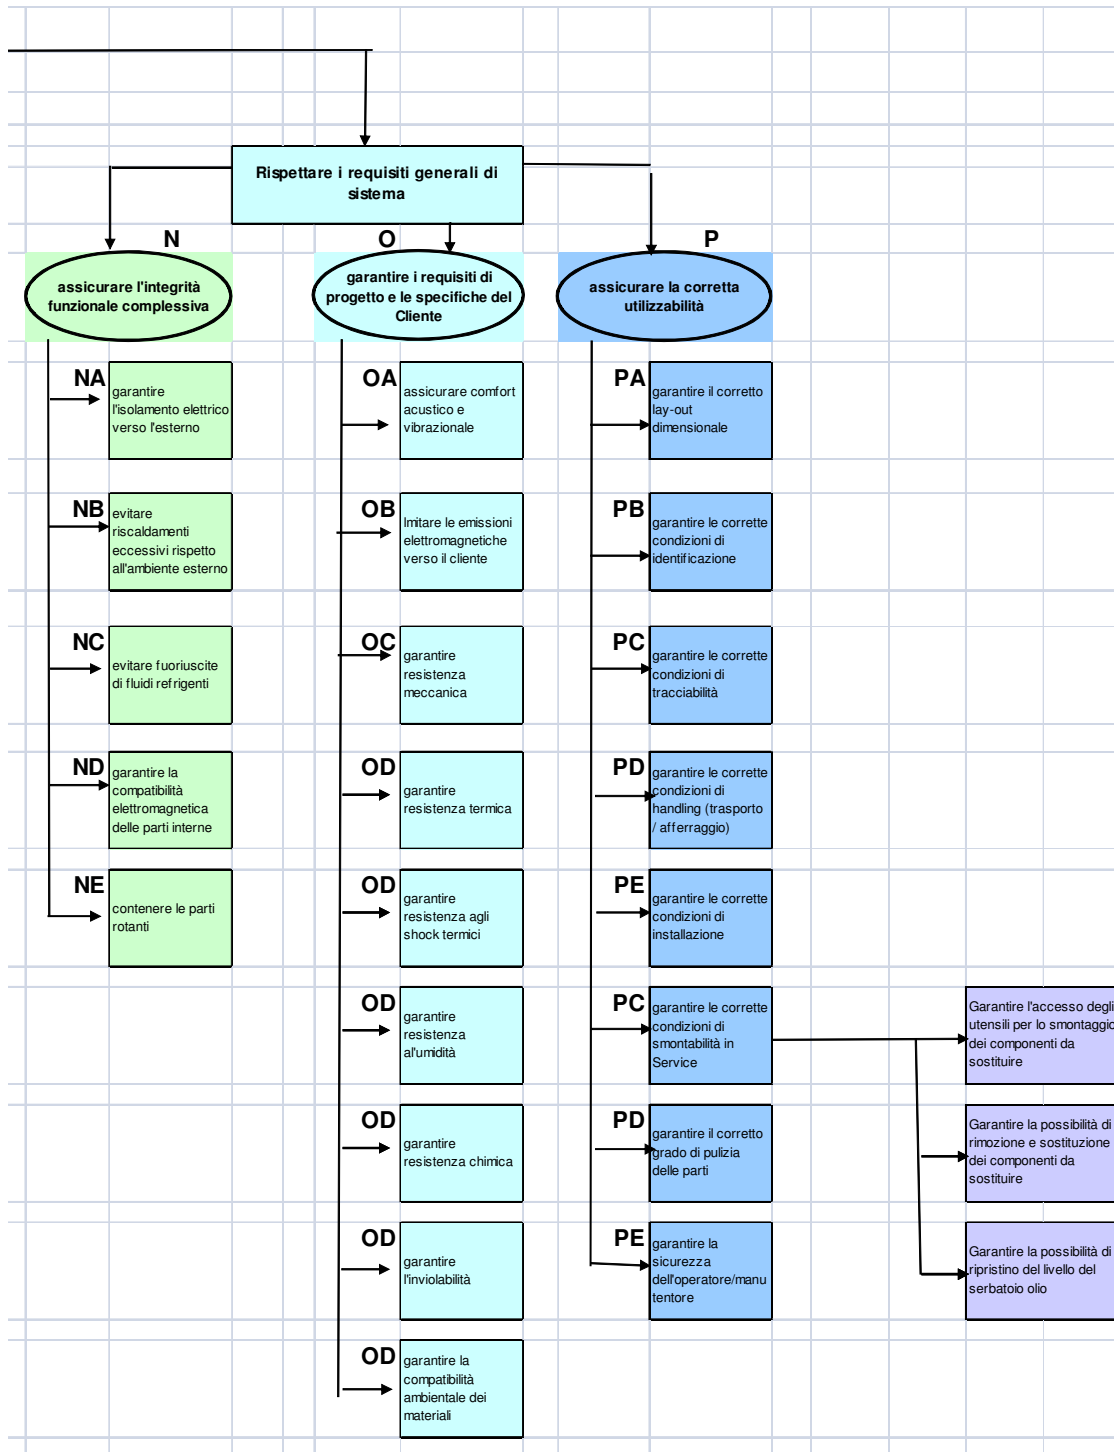 Rispettare i requisiti generali di
sistema
N
O
P
assicurare l'integrità
funzionale complessiva
garantire i requisiti di
progetto e le specifiche del
Cliente
assicurare la corretta
utilizzabilità
NA
garantire
l'isolamento elettrico
verso l'esterno
NB
evitare
riscaldamenti
eccessivi rispetto
all'ambiente esterno
NC
evitare fuoriuscite
di fluidi refrigenti
ND
garantire la
compatibilità
elettromagnetica
delle parti interne
NE
contenere le parti
rotanti
OA
assicurare comfort
acustico e
vibrazionale
OB
lmitare le emissioni
elettromagnetiche
verso il cliente
OC
garantire
resistenza
meccanica
OD
garantire
resistenza termica
OD
garantire
resistenza agli
shock termici
OD
garantire
resistenza
al'umidità
OD
garantire
resistenza chimica
OD
garantire
l'inviolabilità
OD
garantire la
compatibilità
ambientale dei
materiali
PA
garantire il corretto
lay-out
dimensionale
PB
garantire le corrette
condizioni di
identificazione
PC
garantire le corrette
condizioni di
tracciabilità
PD
garantire le corrette
condizioni di
handling (trasporto
/ afferraggio)
PE
garantire le corrette
condizioni di
installazione
PC
garantire le corrette
condizioni di
smontabilità in
Service
PD
garantire il corretto
grado di pulizia
delle parti
PE
garantire la
sicurezza
dell'operatore/manu
tentore
Garantire l'accesso degli
utensili per lo smontaggio
dei componenti da
sostituire
Garantire la possibilità di
rimozione e sostituzione
dei componenti da
sostituire
Garantire la possibilità di
ripristino del livello del
serbatoio olio